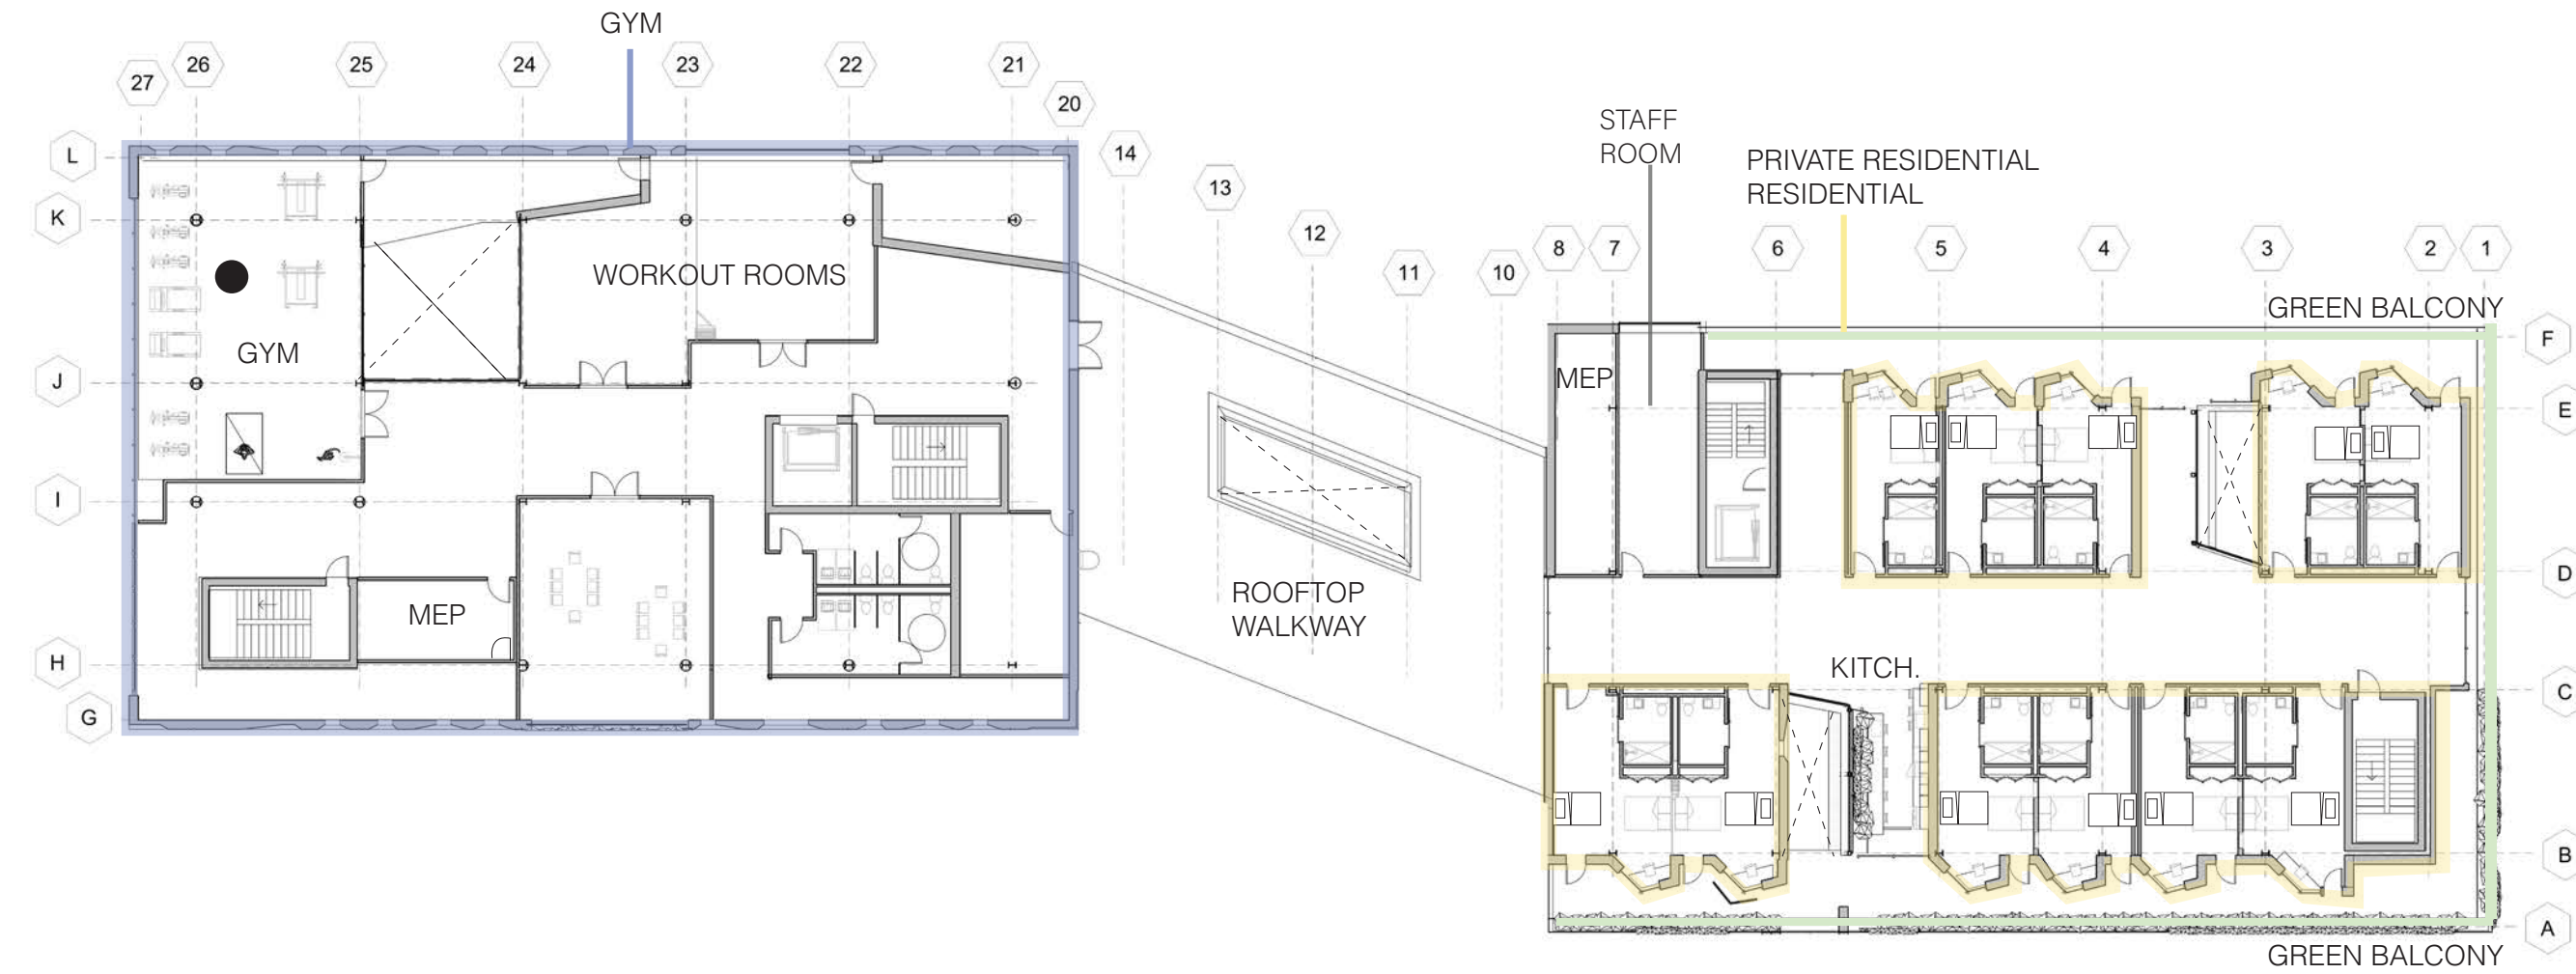 GYM
27
26
25
24
23
22
21
20
14
13
12
11
10
8
7
6
5
4
3
2
1
STAFF
ROOM
PRIVATE RESIDENTIAL
RESIDENTIAL
L
K
J
I
H
G
GYM
WORKOUT ROOMS
MEP
ROOFTOP
WALKWAY
MEP
KITCH.
GREEN BALCONY
F
E
D
C
B
A
GREEN BALCONY